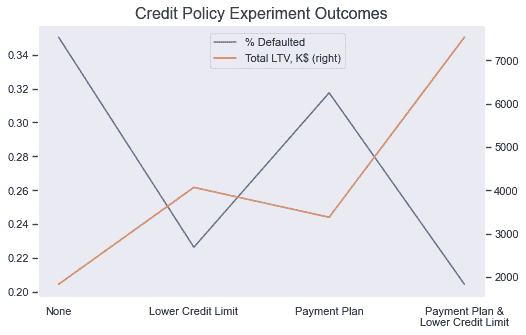 Credit Policy Experiment Outcomes
% Defaulted
Total LTV, K$ (right)
0.34
0.32
0.30
0.28
0.26
0.24
0.22
0.20
7000
6000
5000
4000
3000
2000
None
Lower Credit Limit
Payment Plan
Payment Plan &
Lower Credit Limit